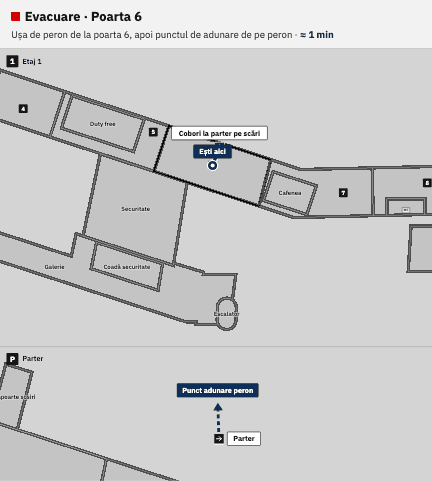 Evacuare · Poarta 6
Ușa de peron de la poarta 6, apoi punctul de adunare de pe peron · ≈ 1 min
1 Etaj 1
4
Duty free
5
Cobori la parter pe scări
Ești aici
Cafenea
7
8
Securitate
Galerie
Coadă securitate
Escalator
P Parter
Punct adunare peron
Parter